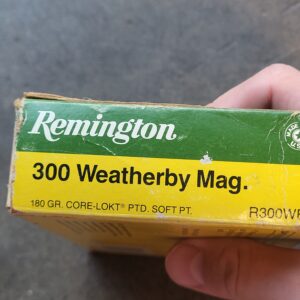 Remington
300 Weatherby Mag.
180 GR. CORE-LOKT® PTD. SOFT PT.